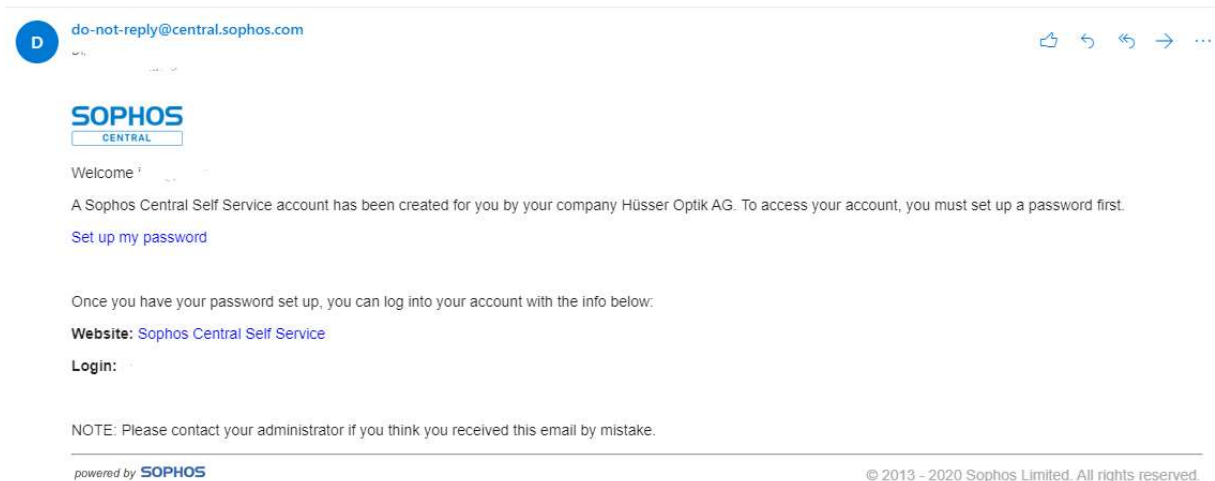 D
do-not-reply@central.sophos.com
SOPHOS
CENTRAL
Welcome
A Sophos Central Self Service account has been created for you by your company Hüsser Optik AG. To access your account, you must set up a password first.
Set up my password
Once you have your password set up, you can log into your account with the info below:
Website: Sophos Central Self Service
Login:
NOTE: Please contact your administrator if you think you received this email by mistake.
powered by SOPHOS
© 2013 - 2020 Sophos Limited. All rights reserved.